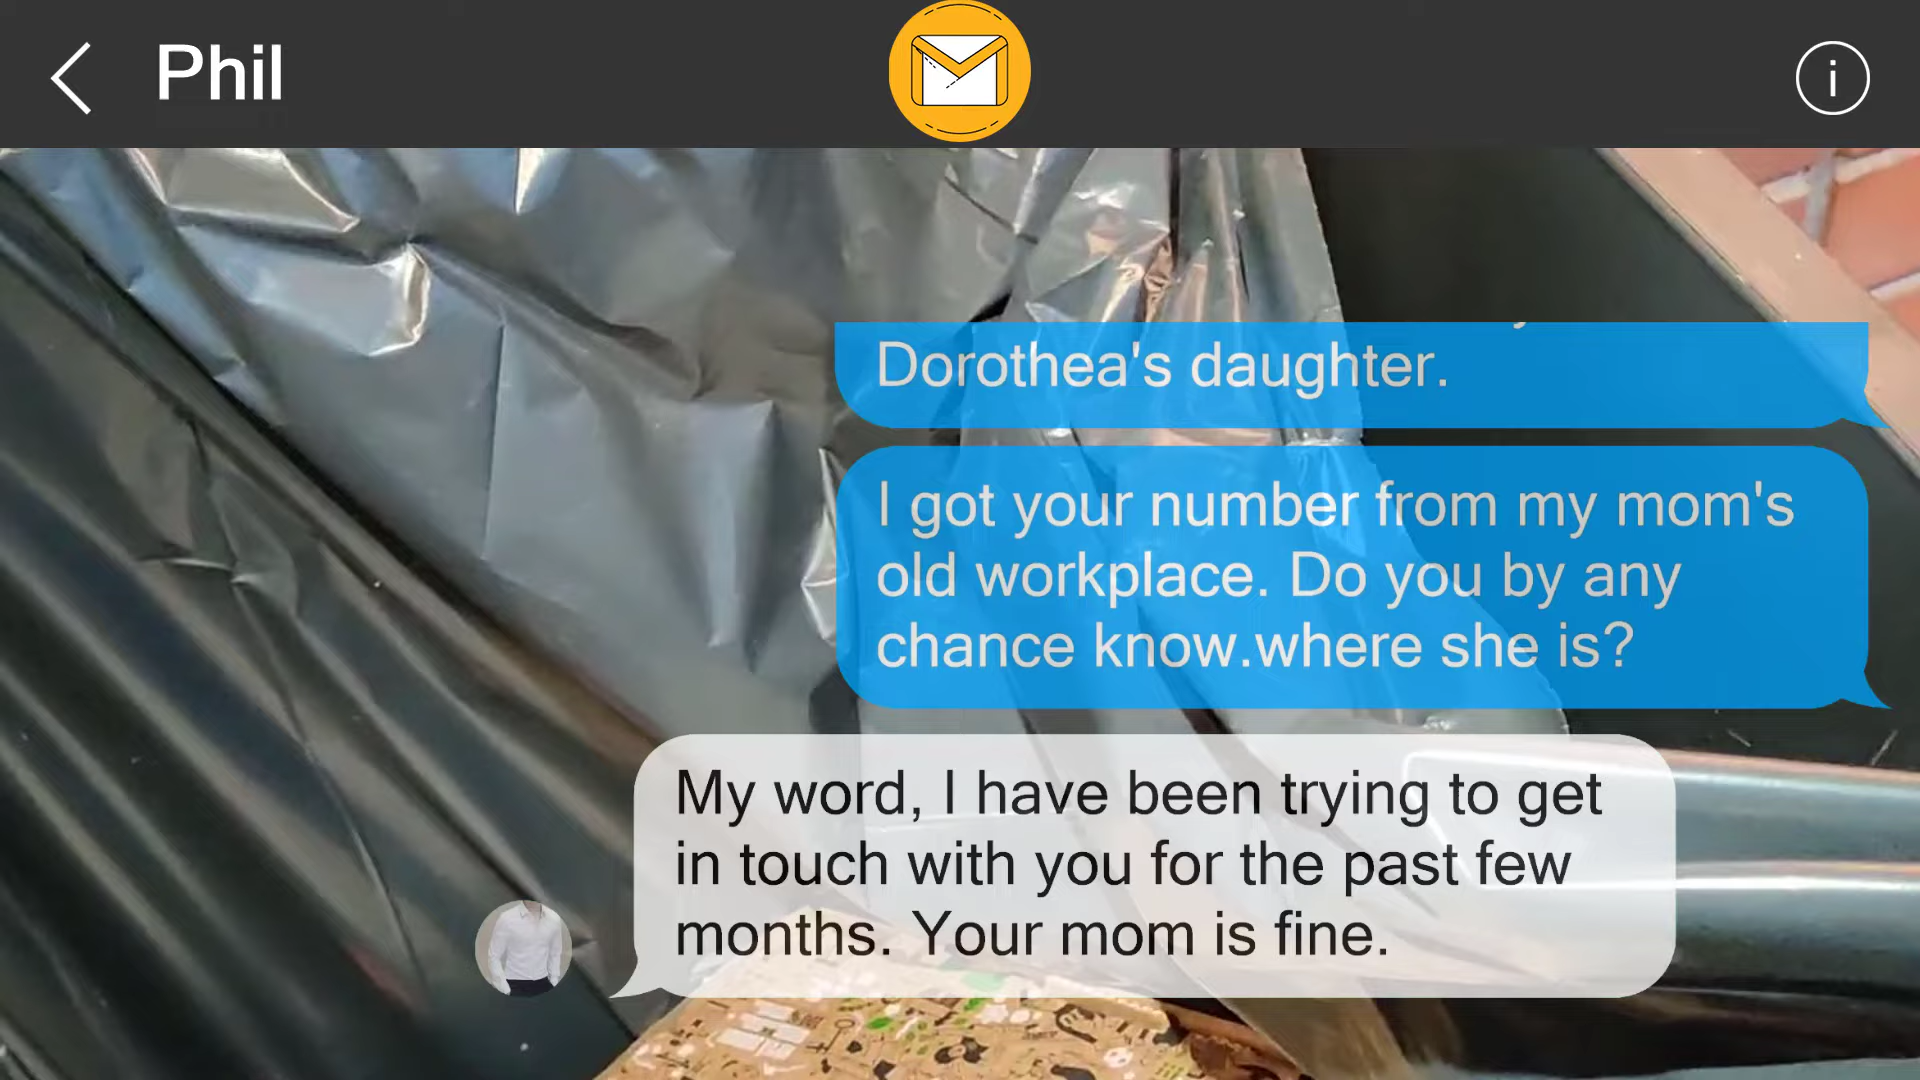 Phil
i
Dorothea's daughter.
I got your number from my mom's
old workplace. Do you by any
chance know.where she is?
My word, I have been trying to get
in touch with you for the past few
months. Your mom is fine.